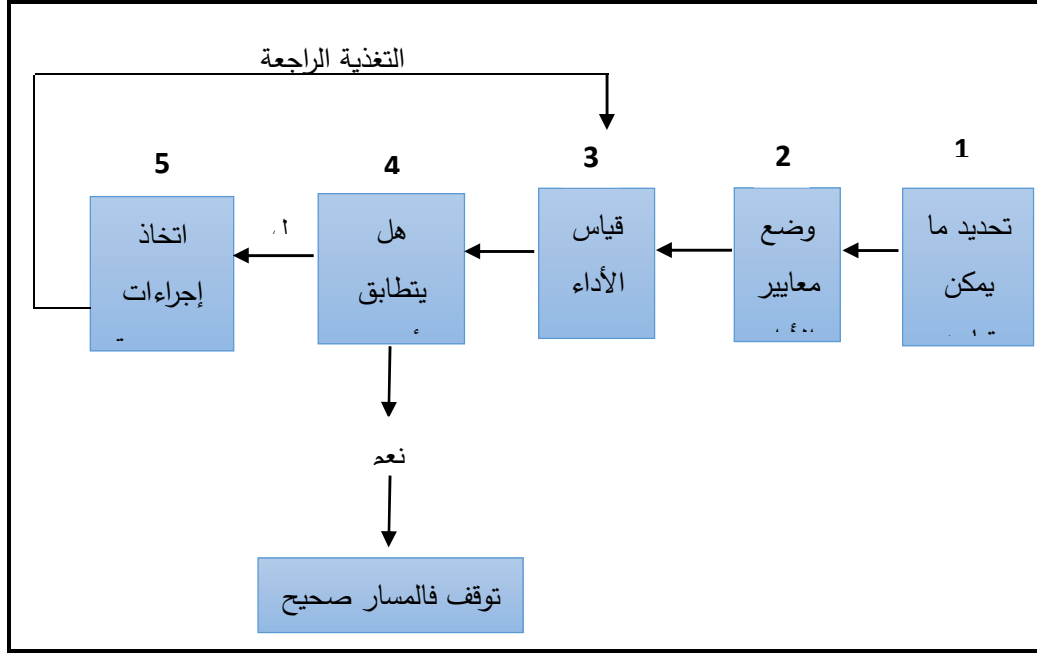 التغذية الراجعة
1
2
3
4
5
تحديد ما
يمكن
وضع
معايير
قياس
الأداء
هل
يتطابق
اتخاذ
إجراءات
نعم
توقف فالمسار صحيح